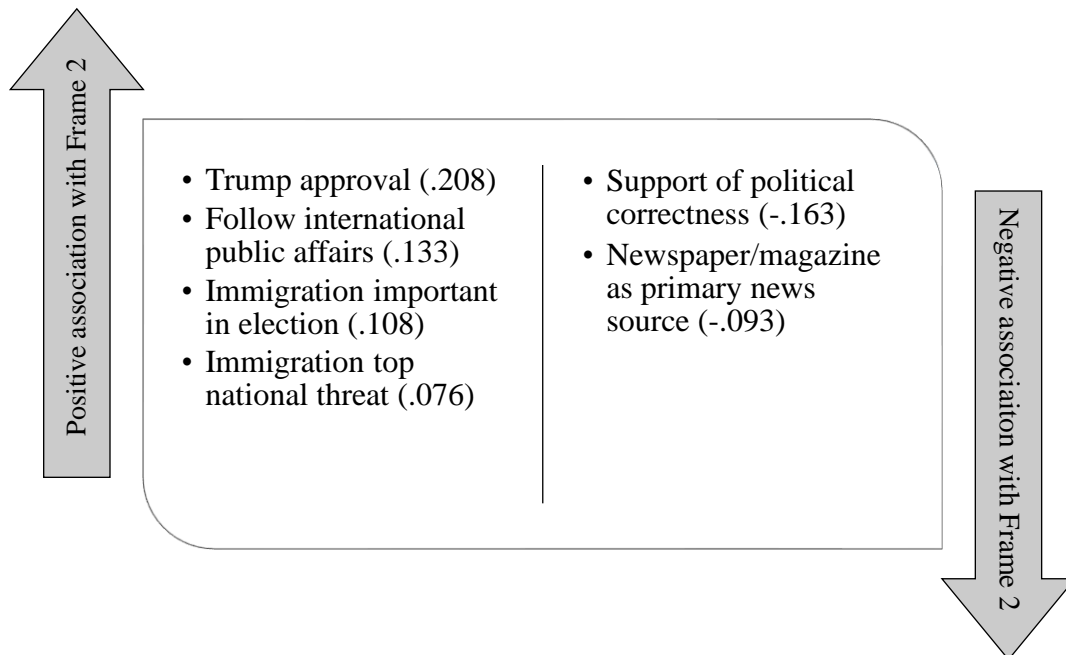 Positive association with Frame 2
• Trump approval (.208)
• Follow international
public affairs (.133)
• Immigration important
in election (.108)
• Immigration top
national threat (.076)
• Support of political
correctness (-.163)
• Newspaper/magazine
as primary news
source (-.093)
Negative associaiton with Frame 2